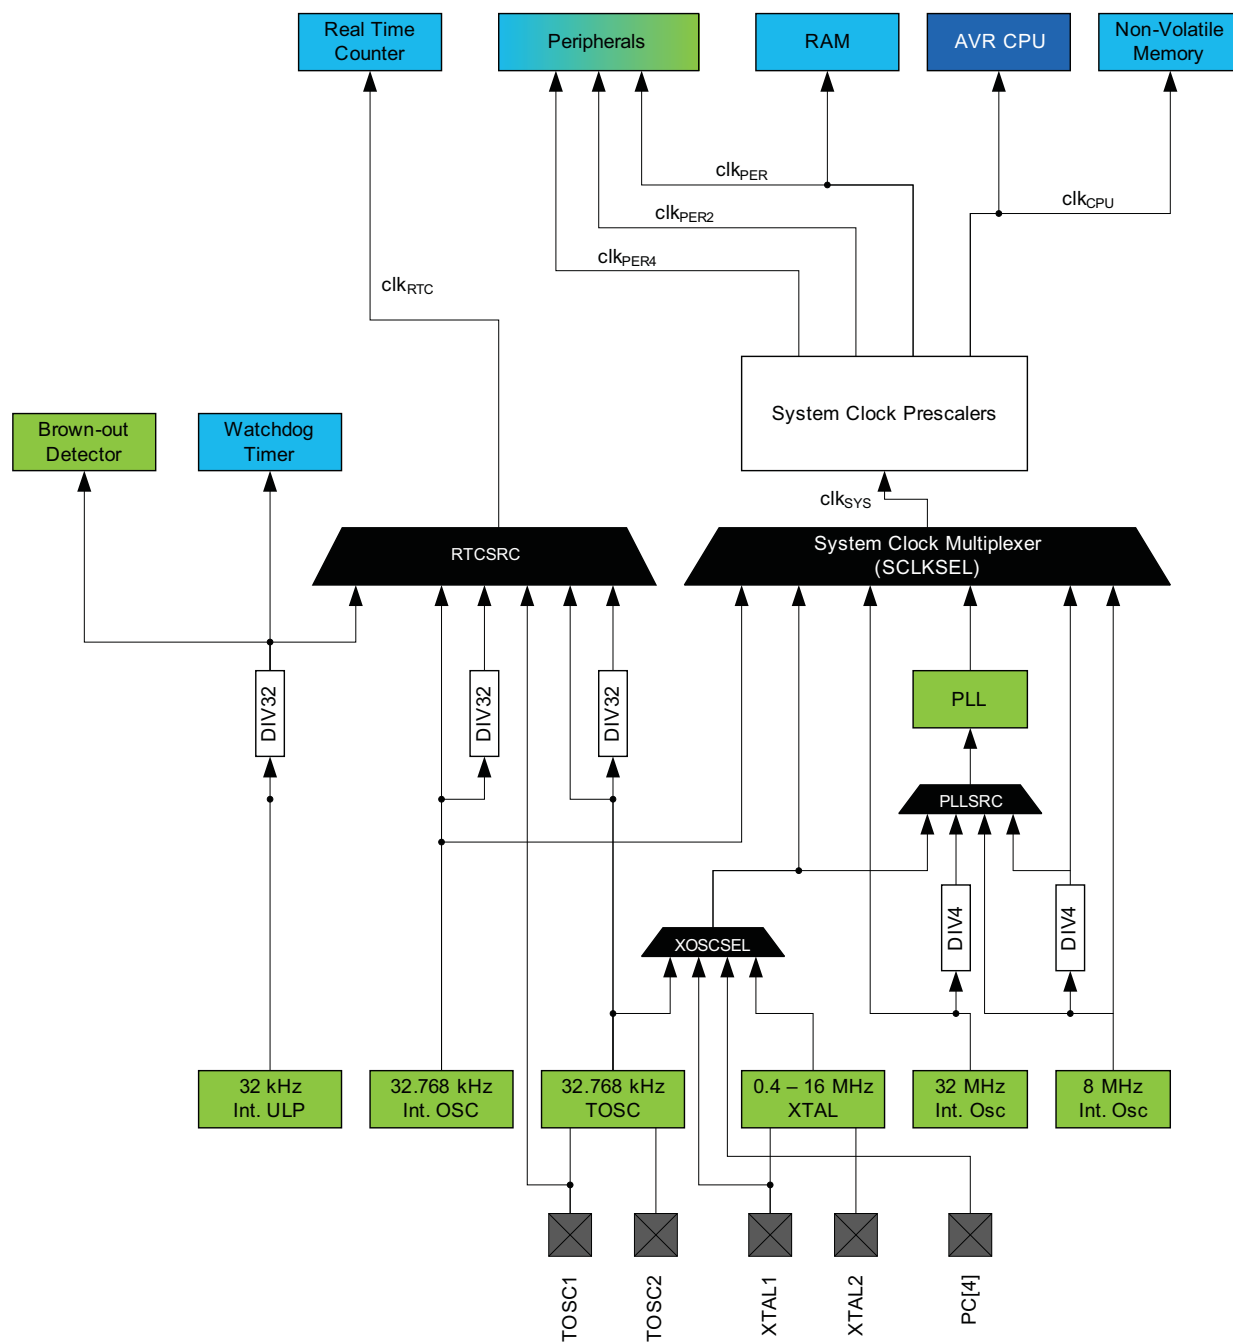 Real Time
Counter
Peripherals
RAM
AVR CPU
Non-Volatile
Memory
clkPER
clkPER2
clkCPU
clkPER4
clkRTC
System Clock Prescalers
Brown-out
Detector
Watchdog
Timer
clkSYS
RTCSRC
System Clock Multiplexer
(SCLKSEL)
DIV32
DIV32
DIV32
PLL
PLLSRC
DIV4
DIV4
XOSCSEL
32 kHz
Int. ULP
32.768 kHz
Int. OSC
32.768 kHz
TOSC
0.4 – 16 MHz
XTAL
32 MHz
Int. Osc
8 MHz
Int. Osc
TOSC1
TOSC2
XTAL1
XTAL2
PC[4]